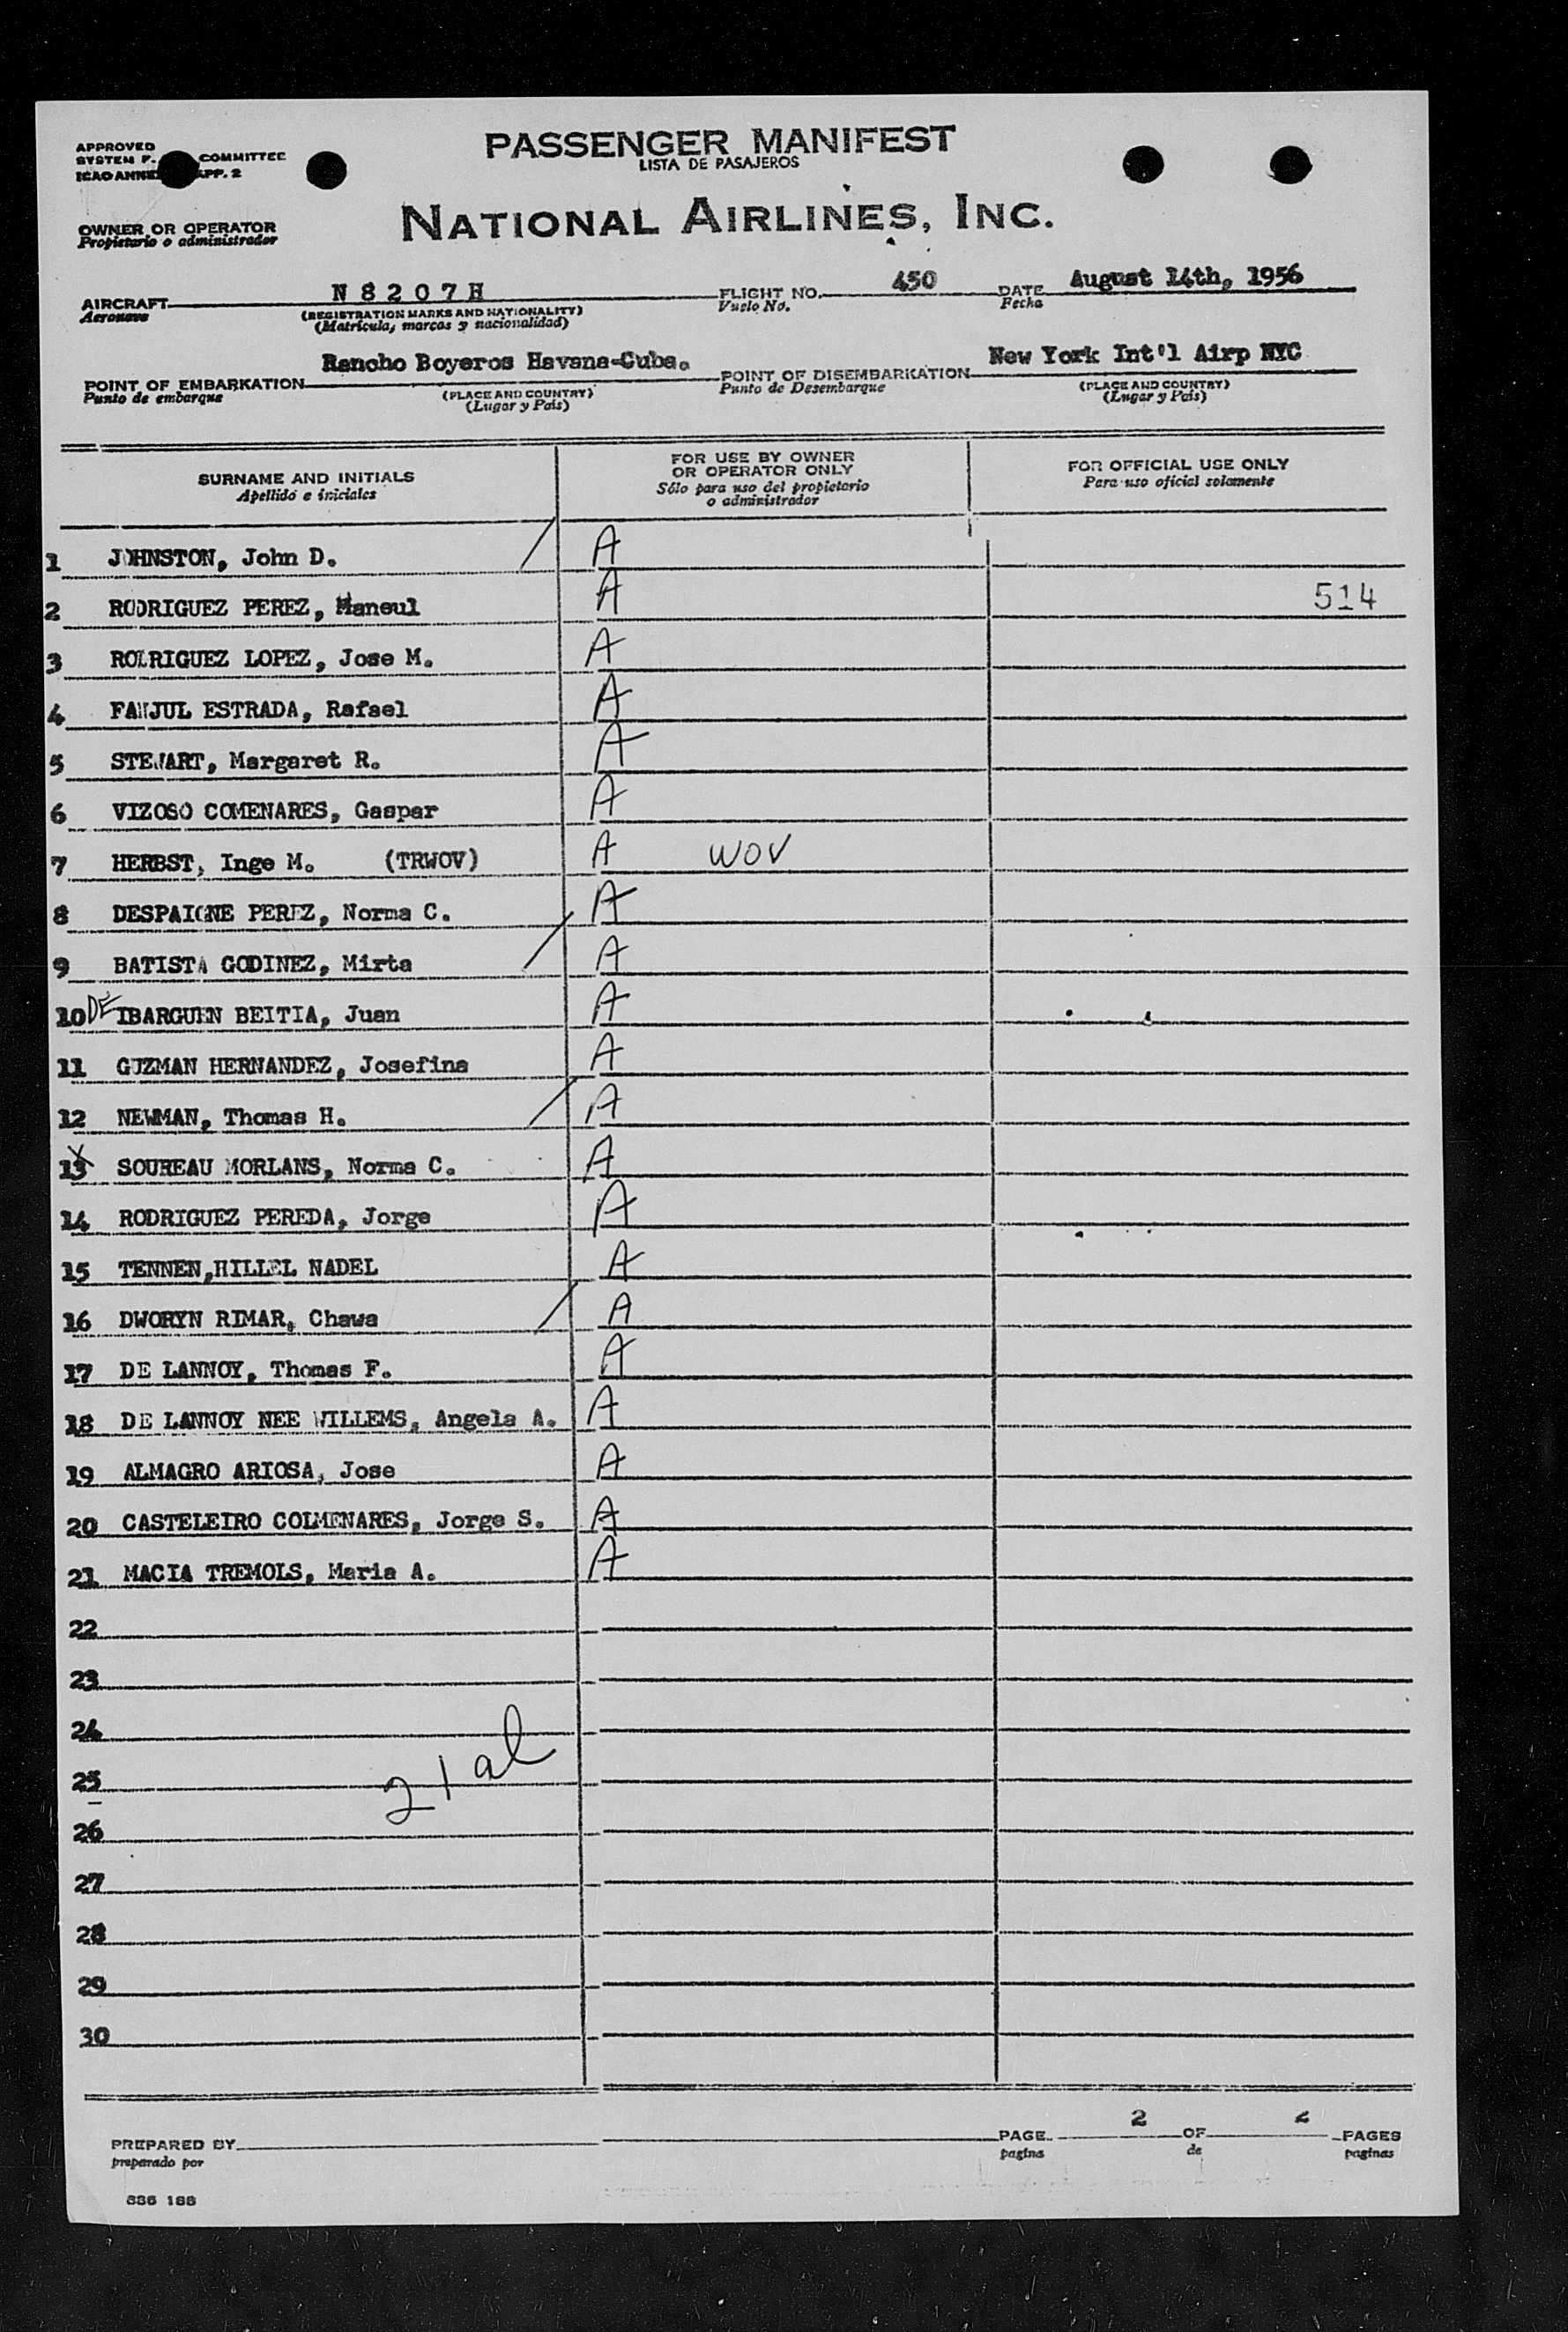 APPROVED
SYSTEM F. COMMITTEE
ICAO ANNEX APP. 2
PASSENGER MANIFEST
LISTA DE PASAJEROS
NATIONAL AIRLINES, INC.
OWNER OR OPERATOR
Propietario o administrador
AIRCRAFT N 8 2 0 7 H FLIGHT NO. 450 DATE August 14th, 1956
Aeronave (REGISTRATION MARKS AND NATIONALITY) Vuelo No. Fecha
(Matricula, marcas y nacionalidad)
POINT OF EMBARKATION Rancho Boyeros Havana-Cuba. POINT OF DISEMBARKATION New York Int'l Airp NYC
Punto de embarque (PLACE AND COUNTRY) Punto de Desembarque (PLACE AND COUNTRY)
(Lugar y Pais) (Lugar y Pais)
SURNAME AND INITIALS
Apellido e iniciales
FOR USE BY OWNER
OR OPERATOR ONLY
Sólo para uso del propietario
o administrador
FOR OFFICIAL USE ONLY
Para uso oficial solamente
1 JOHNSTON, John D. A
2 RODRIGUEZ PEREZ, Maneul A 514
3 RODRIGUEZ LOPEZ, Jose M. A
4 FANJUL ESTRADA, Rafael A
5 STEWART, Margaret R. A
6 VIZOSO COMENARES, Gaspar A
7 HERBST, Inge M. (TRWOV) A WOV
8 DESPAIGNE PEREZ, Norma C. A
9 BATISTA GODINEZ, Mirta A
10 DE IBARGUEN BEITIA, Juan A
11 GUZMAN HERNANDEZ, Josefina A
12 NEWMAN, Thomas H. A
13 SOUREAU MORLANS, Norma C. A
14 RODRIGUEZ PEREDA, Jorge A
15 TENNEN,HILLEL NADEL A
16 DWORYN RIMAR, Chawa A
17 DE LANNOY, Thomas F. A
18 DE LANNOY NEE WILLEMS, Angela A. A
19 ALMAGRO ARIOSA, Jose A
20 CASTELEIRO COLMENARES, Jorge S. A
21 MACIA TREMOLS, Maria A. A
22
23
24
25 21 al
26
27
28
29
30
PREPARED BY PAGE 2 OF 2 PAGES
preparado por pagina de paginas
336 188